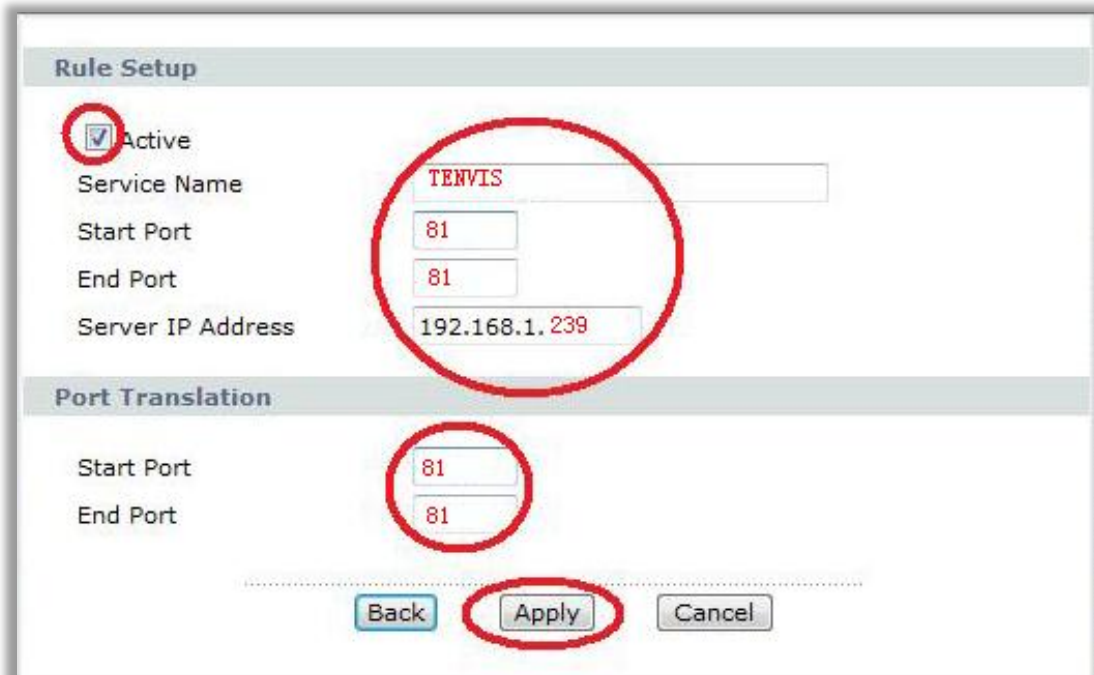 Rule Setup
Active
Service Name TENVIS
Start Port 81
End Port 81
Server IP Address 192.168.1.239
Port Translation
Start Port 81
End Port 81
Back Apply Cancel